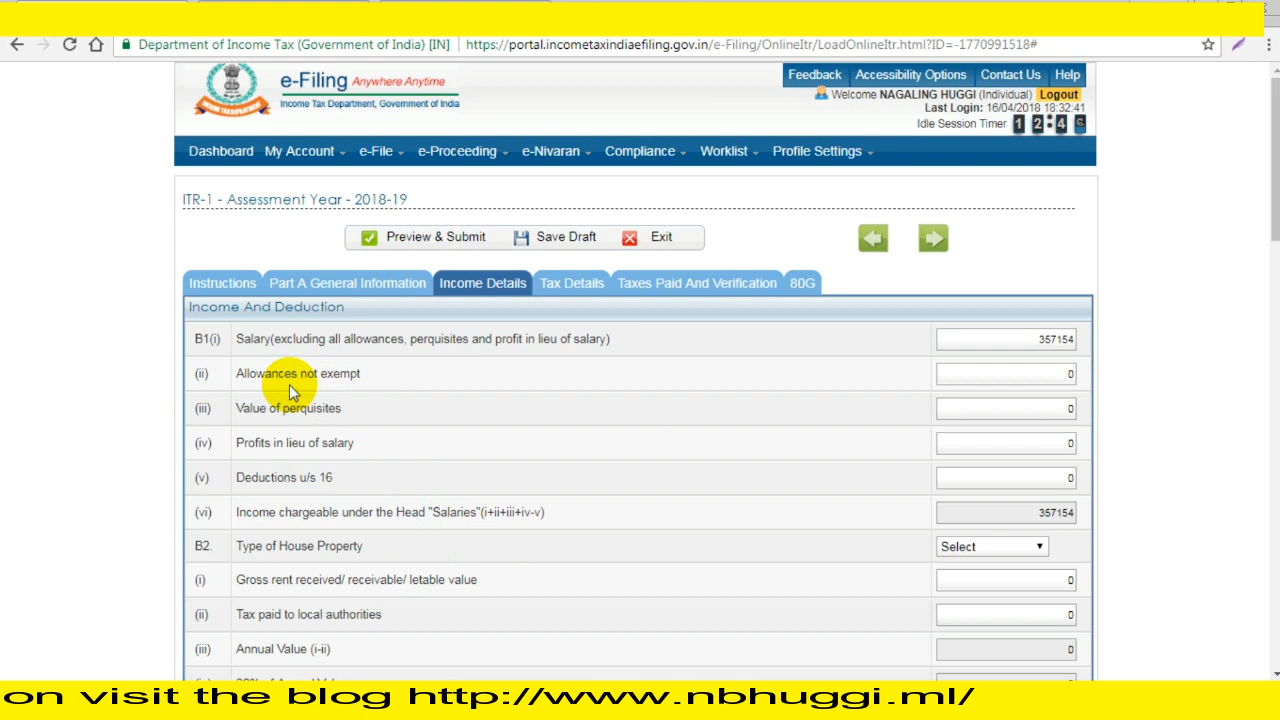 Department of Income Tax (Government of India) [IN] https://portal.incometaxindiaefiling.gov.in/e-Filing/OnlineItr/LoadOnlineItr.html?ID=-1770991518#
e-Filing Anywhere Anytime
Income Tax Department, Government of India
Feedback Accessibility Options Contact Us Help
Welcome NAGALING HUGGI (Individual) Logout
Last Login: 16/04/2018 18:32:41
Idle Session Timer 1 2:4
Dashboard My Account e-File e-Proceeding e-Nivaran Compliance Worklist Profile Settings
ITR-1 - Assessment Year - 2018-19
Preview & Submit Save Draft Exit
Instructions Part A General Information Income Details Tax Details Taxes Paid And Verification 80G
Income And Deduction
B1(i) Salary(excluding all allowances, perquisites and profit in lieu of salary) 357154
(ii) Allowances not exempt 0
(iii) Value of perquisites 0
(iv) Profits in lieu of salary 0
(v) Deductions u/s 16 0
(vi) Income chargeable under the Head "Salaries"(i+ii+iii+iv-v) 357154
B2. Type of House Property Select
(i) Gross rent received/ receivable/ letable value 0
(ii) Tax paid to local authorities 0
(iii) Annual Value (i-ii) 0
on visit the blog http://www.nbhuggi.ml/